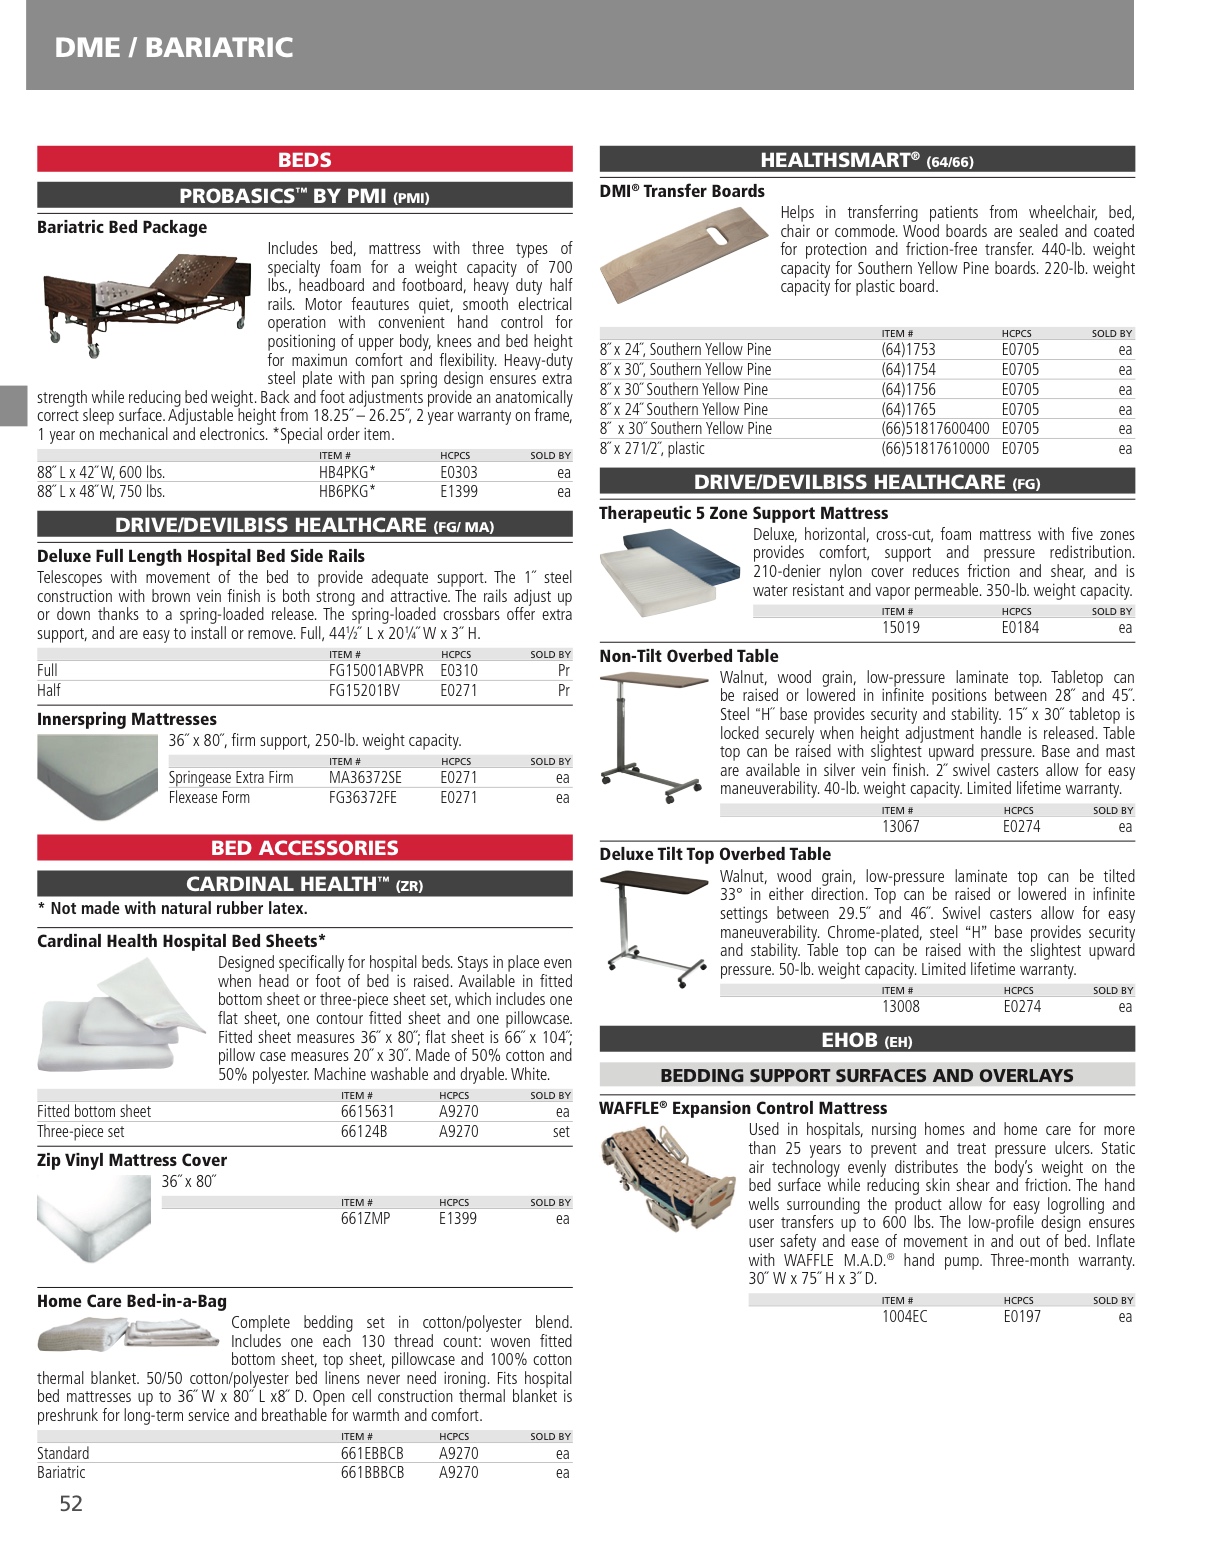 DME / BARIATRIC
BEDS
PROBASICS™ BY PMI (PMI)
Bariatric Bed Package
Includes bed, mattress with three types of
specialty foam for a weight capacity of 700
lbs., headboard and footboard, heavy duty half
rails. Motor feautures quiet, smooth electrical
operation with convenient hand control for
positioning of upper body, knees and bed height
for maximun comfort and flexibility. Heavy-duty
steel plate with pan spring design ensures extra
strength while reducing bed weight. Back and foot adjustments provide an anatomically
correct sleep surface. Adjustable height from 18.25˝ – 26.25˝, 2 year warranty on frame,
1 year on mechanical and electronics. *Special order item.
ITEM # HCPCS SOLD BY
88˝ L x 42˝ W, 600 lbs. HB4PKG* E0303 ea
88˝ L x 48˝ W, 750 lbs. HB6PKG* E1399 ea
DRIVE/DEVILBISS HEALTHCARE (FG/ MA)
Deluxe Full Length Hospital Bed Side Rails
Telescopes with movement of the bed to provide adequate support. The 1˝ steel
construction with brown vein finish is both strong and attractive. The rails adjust up
or down thanks to a spring-loaded release. The spring-loaded crossbars offer extra
support, and are easy to install or remove. Full, 44½˝ L x 20¼˝ W x 3˝ H.
ITEM # HCPCS SOLD BY
Full FG15001ABVPR E0310 Pr
Half FG15201BV E0271 Pr
Innerspring Mattresses
36˝ x 80˝, firm support, 250-lb. weight capacity.
ITEM # HCPCS SOLD BY
Springease Extra Firm MA36372SE E0271 ea
Flexease Form FG36372FE E0271 ea
BED ACCESSORIES
CARDINAL HEALTH™ (ZR)
* Not made with natural rubber latex.
Cardinal Health Hospital Bed Sheets*
Designed specifically for hospital beds. Stays in place even
when head or foot of bed is raised. Available in fitted
bottom sheet or three-piece sheet set, which includes one
flat sheet, one contour fitted sheet and one pillowcase.
Fitted sheet measures 36˝ x 80˝; flat sheet is 66˝ x 104˝;
pillow case measures 20˝ x 30˝. Made of 50% cotton and
50% polyester. Machine washable and dryable. White.
ITEM # HCPCS SOLD BY
Fitted bottom sheet 6615631 A9270 ea
Three-piece set 66124B A9270 set
Zip Vinyl Mattress Cover
36˝ x 80˝
ITEM # HCPCS SOLD BY
661ZMP E1399 ea
Home Care Bed-in-a-Bag
Complete bedding set in cotton/polyester blend.
Includes one each 130 thread count: woven fitted
bottom sheet, top sheet, pillowcase and 100% cotton
thermal blanket. 50/50 cotton/polyester bed linens never need ironing. Fits hospital
bed mattresses up to 36˝ W x 80˝ L x8˝ D. Open cell construction thermal blanket is
preshrunk for long-term service and breathable for warmth and comfort.
ITEM # HCPCS SOLD BY
Standard 661EBBCB A9270 ea
Bariatric 661BBBCB A9270 ea
52
HEALTHSMART® (64/66)
DMI® Transfer Boards
Helps in transferring patients from wheelchair, bed,
chair or commode. Wood boards are sealed and coated
for protection and friction-free transfer. 440-lb. weight
capacity for Southern Yellow Pine boards. 220-lb. weight
capacity for plastic board.
ITEM # HCPCS SOLD BY
8˝ x 24˝, Southern Yellow Pine (64)1753 E0705 ea
8˝ x 30˝, Southern Yellow Pine (64)1754 E0705 ea
8˝ x 30˝ Southern Yellow Pine (64)1756 E0705 ea
8˝ x 24˝ Southern Yellow Pine (64)1765 E0705 ea
8˝ x 30˝ Southern Yellow Pine (66)51817600400 E0705 ea
8˝ x 271/2˝, plastic (66)51817610000 E0705 ea
DRIVE/DEVILBISS HEALTHCARE (FG)
Therapeutic 5 Zone Support Mattress
Deluxe, horizontal, cross-cut, foam mattress with five zones
provides comfort, support and pressure redistribution.
210-denier nylon cover reduces friction and shear, and is
water resistant and vapor permeable. 350-lb. weight capacity.
ITEM # HCPCS SOLD BY
15019 E0184 ea
Non-Tilt Overbed Table
Walnut, wood grain, low-pressure laminate top. Tabletop can
be raised or lowered in infinite positions between 28˝ and 45˝.
Steel “H˝ base provides security and stability. 15˝ x 30˝ tabletop is
locked securely when height adjustment handle is released. Table
top can be raised with slightest upward pressure. Base and mast
are available in silver vein finish. 2˝ swivel casters allow for easy
maneuverability. 40-lb. weight capacity. Limited lifetime warranty.
ITEM # HCPCS SOLD BY
13067 E0274 ea
Deluxe Tilt Top Overbed Table
Walnut, wood grain, low-pressure laminate top can be tilted
33° in either direction. Top can be raised or lowered in infinite
settings between 29.5˝ and 46˝. Swivel casters allow for easy
maneuverability. Chrome-plated, steel “H” base provides security
and stability. Table top can be raised with the slightest upward
pressure. 50-lb. weight capacity. Limited lifetime warranty.
ITEM # HCPCS SOLD BY
13008 E0274 ea
EHOB (EH)
BEDDING SUPPORT SURFACES AND OVERLAYS
WAFFLE® Expansion Control Mattress
Used in hospitals, nursing homes and home care for more
than 25 years to prevent and treat pressure ulcers. Static
air technology evenly distributes the body’s weight on the
bed surface while reducing skin shear and friction. The hand
wells surrounding the product allow for easy logrolling and
user transfers up to 600 lbs. The low-profile design ensures
user safety and ease of movement in and out of bed. Inflate
with WAFFLE M.A.D.® hand pump. Three-month warranty.
30˝ W x 75˝ H x 3˝ D.
ITEM # HCPCS SOLD BY
1004EC E0197 ea